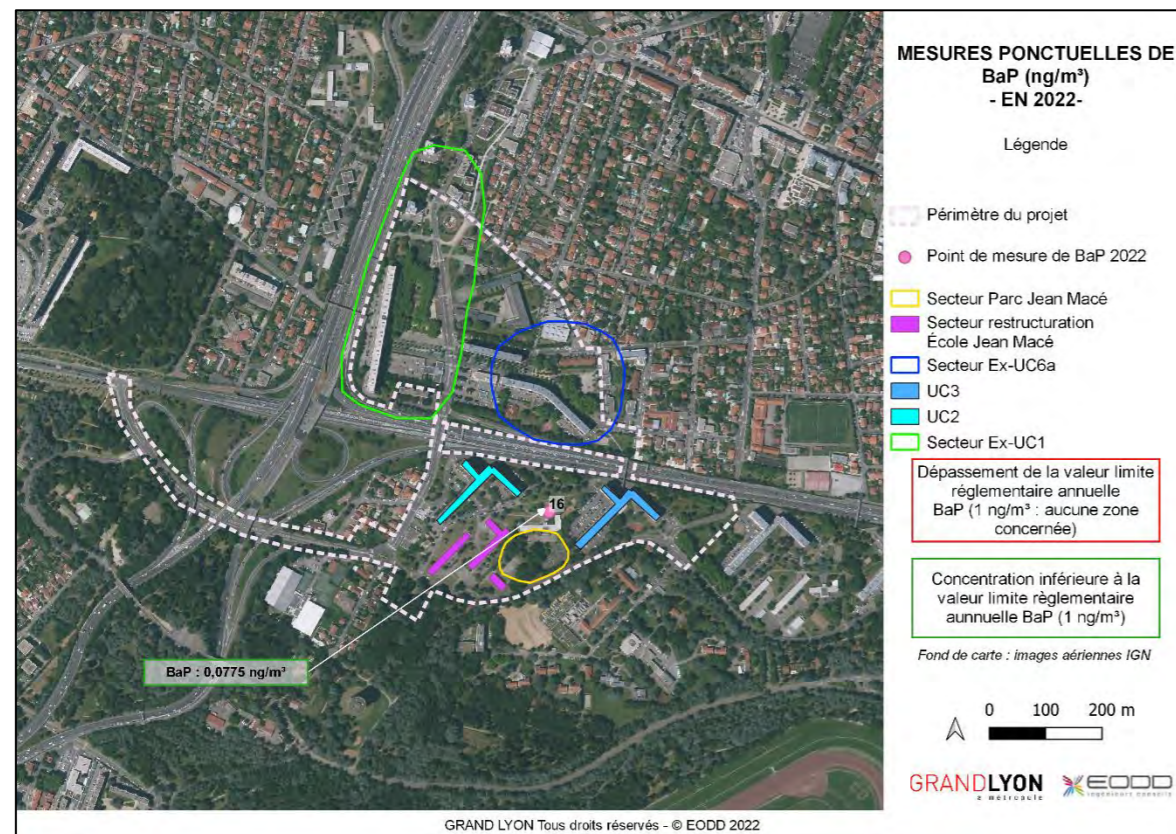 MESURES PONCTUELLES DE
BaP (ng/m³)
- EN 2022-
Légende
Périmètre du projet
Point de mesure de BaP 2022
Secteur Parc Jean Macé
Secteur restructuration
École Jean Macé
Secteur Ex-UC6a
UC3
UC2
Secteur Ex-UC1
Dépassement de la valeur limite
réglementaire annuelle
BaP (1 ng/m³ : aucune zone
concernée)
Concentration inférieure à la
valeur limite règlementaire
aunnuelle BaP (1 ng/m³)
Fond de carte : images aériennes IGN
0 100 200 m
GRANDLYON
la métropole
EODD
ingénieurs conseils
16
BaP : 0,0775 ng/m³
GRAND LYON Tous droits réservés - © EODD 2022